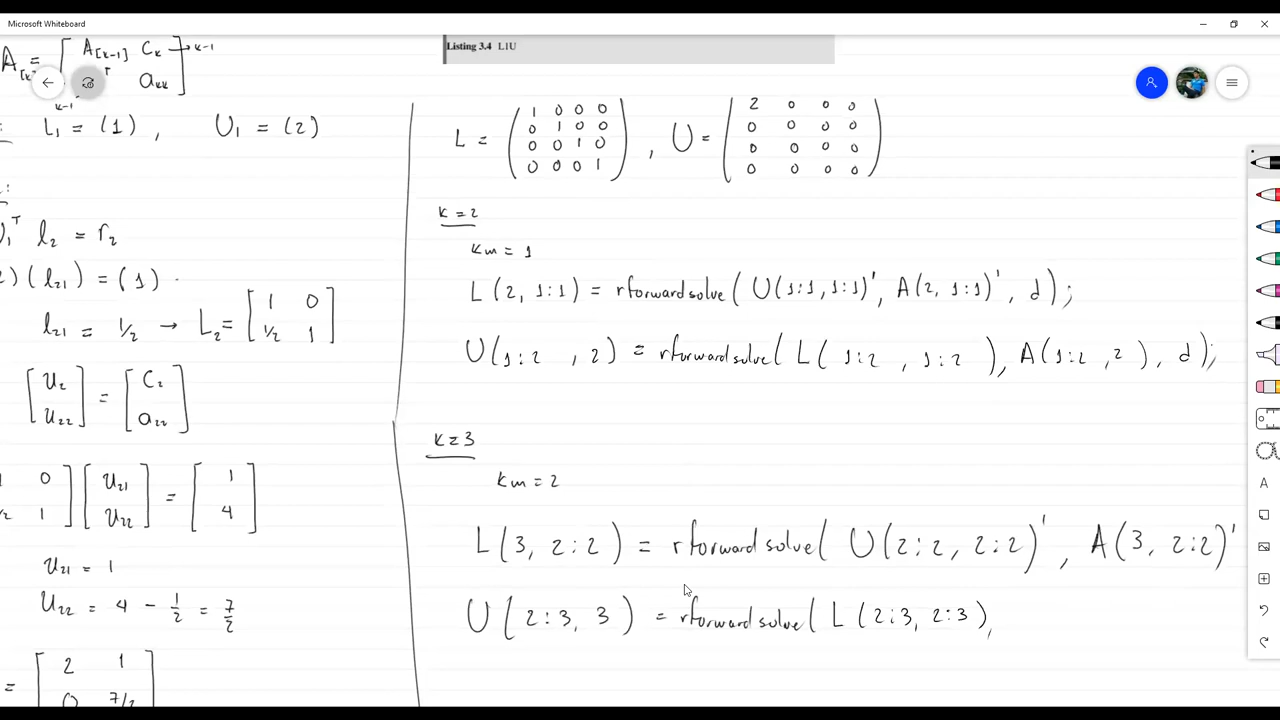 Microsoft Whiteboard
A[k] = [ A[k-1] Ck → k-1
T akk ]
k-1
L1 = (1) , U1 = (2)
U1^T l2 = r2
2) (l21) = (1) .
l21 = 1/2 → L2 = [ 1 0
1/2 1 ]
[ U2
U22 ] = [ C2
a22 ]
0
1 ] [ U21
U22 ] = [ 1
4 ]
U21 = 1
U22 = 4 - 1/2 = 7/2
= [ 2 1
0 7/2
Listing 3.4 L1U
L = ( 1 0 0 0
0 1 0 0
0 0 1 0
0 0 0 1 ) , U = ( 2 0 0 0
0 0 0 0
0 0 0 0
0 0 0 0 )
k = 2
km = 1
L(2, 1:1) = rforwardsolve( U(1:1,1:1)', A(2, 1:1)', d);
U(1:2 , 2) = rforwardsolve( L( 1:2 , 1:2 ), A(1:2 ,2), d);
k = 3
km = 2
L(3, 2:2) = rforwardsolve( U(2:2, 2:2)', A(3, 2:2)'
U(2:3, 3) = rforwardsolve( L(2:3, 2:3),
A